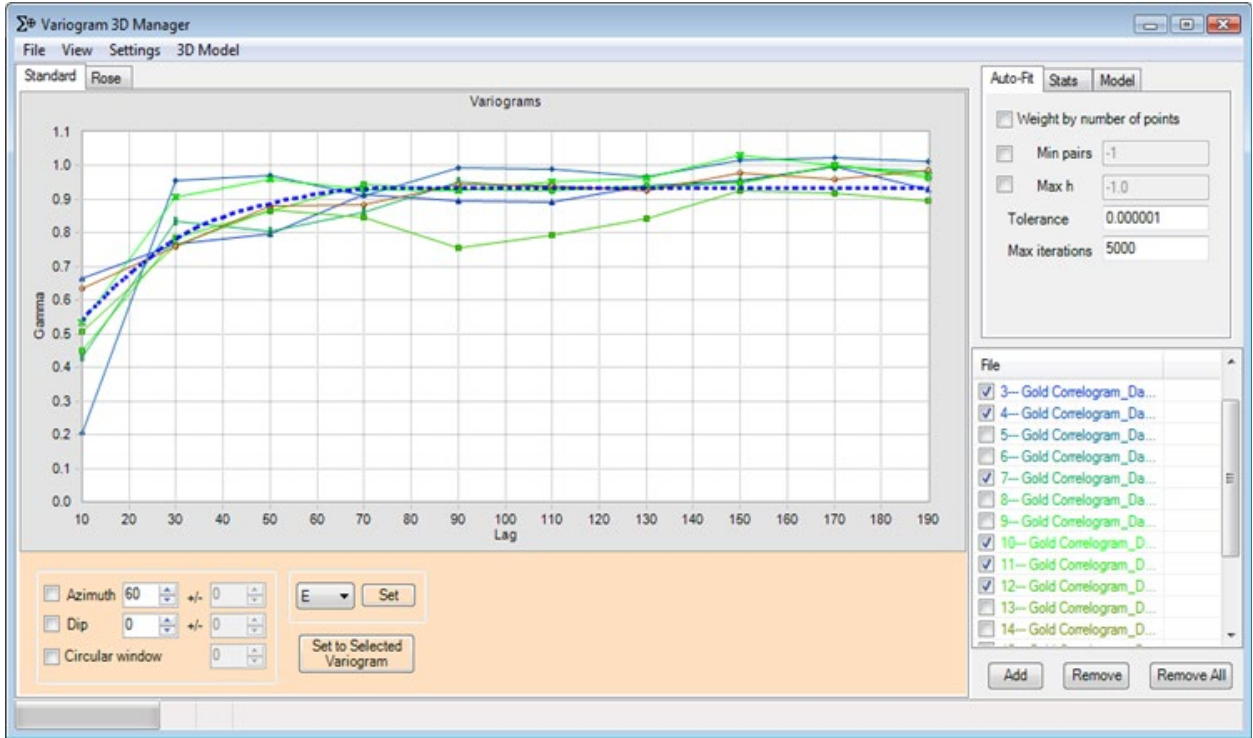 Variogram 3D Manager
File View Settings 3D Model
Standard Rose
Variograms
1.1
1.0
0.9
0.8
0.7
0.6
0.5
0.4
0.3
0.2
0.1
0.0
Gamma
10 20 30 40 50 60 70 80 90 100 110 120 130 140 150 160 170 180 190
Lag
Azimuth 60 +/- 0
Dip 0 +/- 0
Circular window 0
E Set
Set to Selected
Variogram
Auto-Fit Stats Model
Weight by number of points
Min pairs -1
Max h -1.0
Tolerance 0.000001
Max iterations 5000
File
3-- Gold Correlogram_Da...
4-- Gold Correlogram_Da...
5-- Gold Correlogram_Da...
6-- Gold Correlogram_Da...
7-- Gold Correlogram_Da...
8-- Gold Correlogram_Da...
9-- Gold Correlogram_Da...
10-- Gold Correlogram_D...
11-- Gold Correlogram_D...
12-- Gold Correlogram_D...
13-- Gold Correlogram_D...
14-- Gold Correlogram_D...
Add Remove Remove All